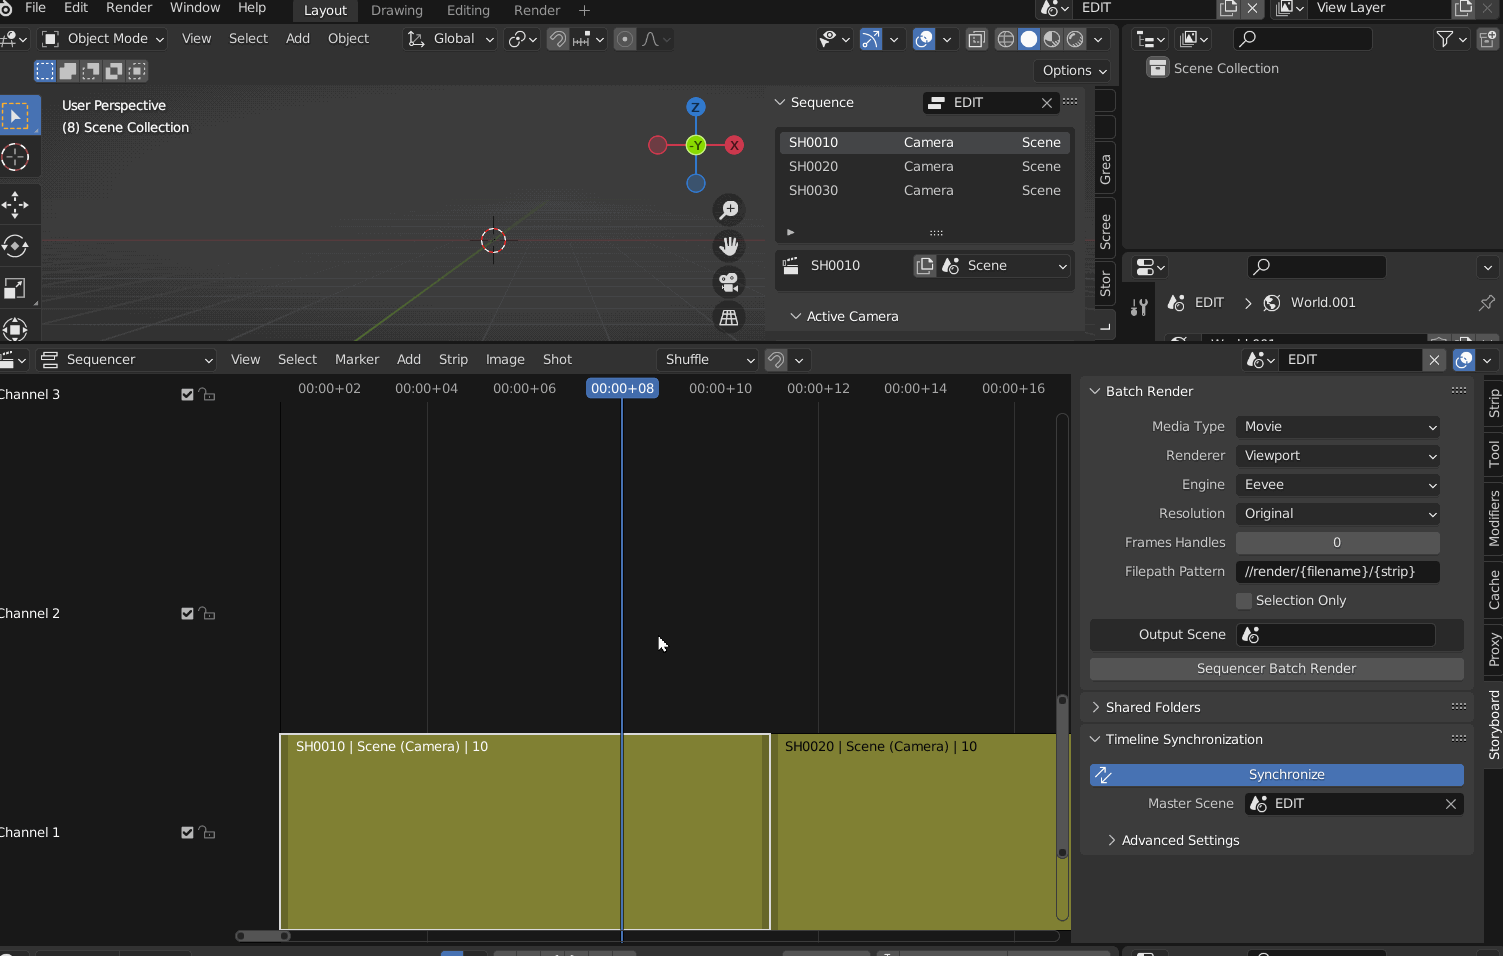 File Edit Render Window Help Layout Drawing Editing Render EDIT View Layer
Object Mode View Select Add Object Global
Options
Scene Collection
User Perspective
(8) Scene Collection
Z
X
-Y
Sequence EDIT
SH0010 Camera Scene
SH0020 Camera Scene
SH0030 Camera Scene
SH0010 Scene
Active Camera
Grea
Scree
Stor
EDIT World.001
Sequencer View Select Marker Add Strip Image Shot Shuffle EDIT
Channel 3
Channel 2
Channel 1
00:00+02 00:00+04 00:00+06 00:00+08 00:00+10 00:00+12 00:00+14 00:00+16
SH0010 | Scene (Camera) | 10
SH0020 | Scene (Camera) | 10
Batch Render
Media Type Movie
Renderer Viewport
Engine Eevee
Resolution Original
Frames Handles 0
Filepath Pattern //render/{filename}/{strip}
Selection Only
Output Scene
Sequencer Batch Render
Shared Folders
Timeline Synchronization
Synchronize
Master Scene EDIT
Advanced Settings
Strip
Tool
Modifiers
Cache
Proxy
Storyboard